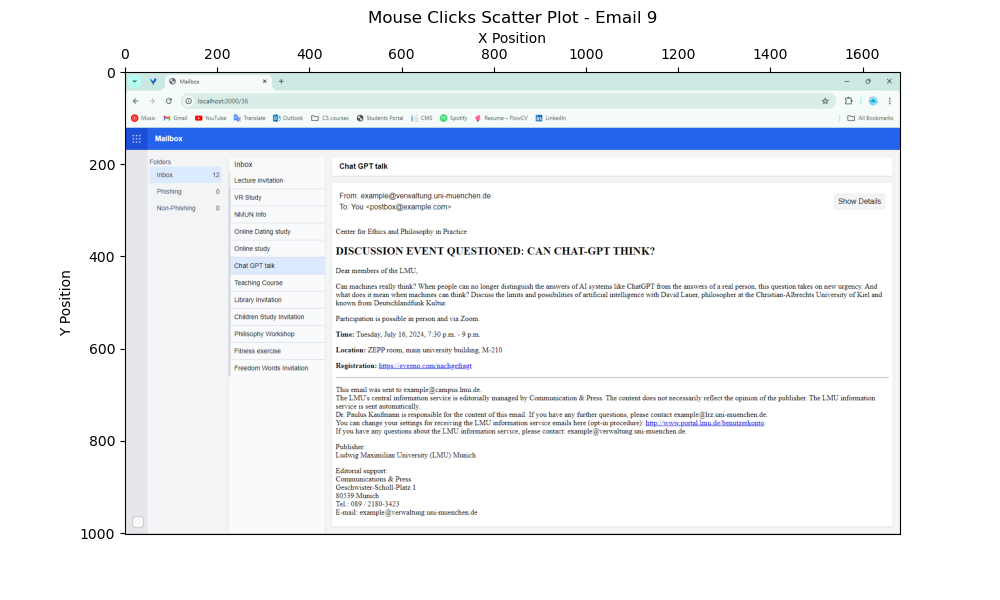 Mouse Clicks Scatter Plot - Email 9
X Position
0 200 400 600 800 1000 1200 1400 1600
Y Position
0
200
400
600
800
1000
Mailbox
localhost:3000/36
Music Gmail YouTube Translate Outlook CS courses Students Portal CMS Spotify Resume – FlowCV LinkedIn All Bookmarks
Mailbox
Folders
Inbox 12
Phishing 0
Non-Phishing 0
Inbox
Lecture invitation
VR Study
NMUN Info
Online Dating study
Online study
Chat GPT talk
Teaching Course
Library Invitation
Children Study Invitation
Philisophy Workshop
Fitness exercise
Freedom Words Invitation
Chat GPT talk
From: example@verwaltung.uni-muenchen.de
To: You <postbox@example.com>
Show Details
Center for Ethics and Philosophy in Practice
DISCUSSION EVENT QUESTIONED: CAN CHAT-GPT THINK?
Dear members of the LMU,
Can machines really think? When people can no longer distinguish the answers of AI systems like ChatGPT from the answers of a real person, this question takes on new urgency. And
what does it mean when machines can think? Discuss the limits and possibilities of artificial intelligence with David Lauer, philosopher at the Christian-Albrechts University of Kiel and
known from Deutschlandfunk Kultur.
Participation is possible in person and via Zoom.
Time: Tuesday, July 16, 2024, 7:30 p.m. - 9 p.m.
Location: ZEPP room, main university building, M-210
Registration: https://evemo.com/nachgefragt
This email was sent to example@campus.lmu.de.
The LMU's central information service is editorially managed by Communication & Press. The content does not necessarily reflect the opinion of the publisher. The LMU information
service is sent automatically.
Dr. Paulus Kaufmann is responsible for the content of this email. If you have any further questions, please contact example@lrz.uni-muenchen.de.
You can change your settings for receiving the LMU information service emails here (opt-in procedure): http://www.portal.lmu.de/benutzerkonto.
If you have any questions about the LMU information service, please contact: example@verwaltung.uni-muenchen.de.
Publisher:
Ludwig Maximilian University (LMU) Munich
Editorial support:
Communications & Press
Geschwister-Scholl-Platz 1
80539 Munich
Tel.: 089 / 2180-3423
E-mail: example@verwaltung.uni-muenchen.de